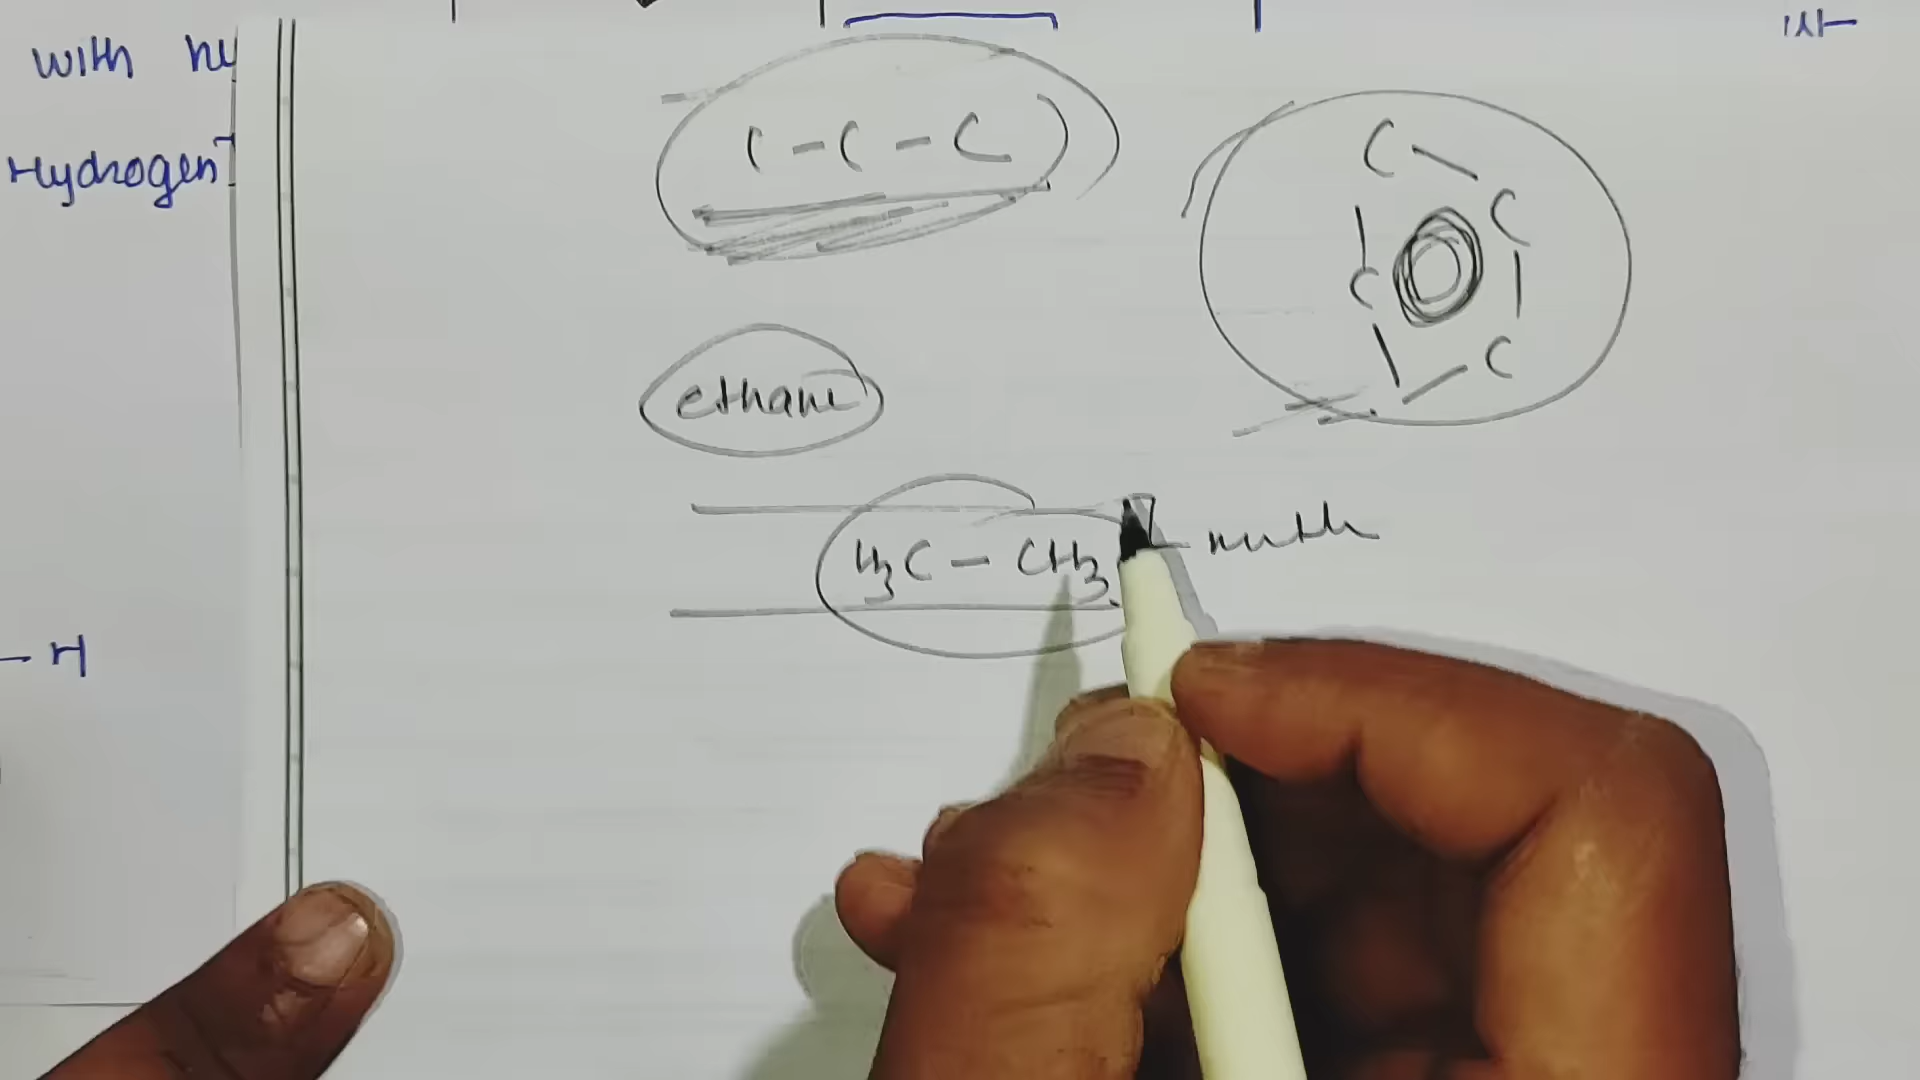 with
Hydrogen
C - C - C
C
C
C
C
ethane
H3C - CH3
- H